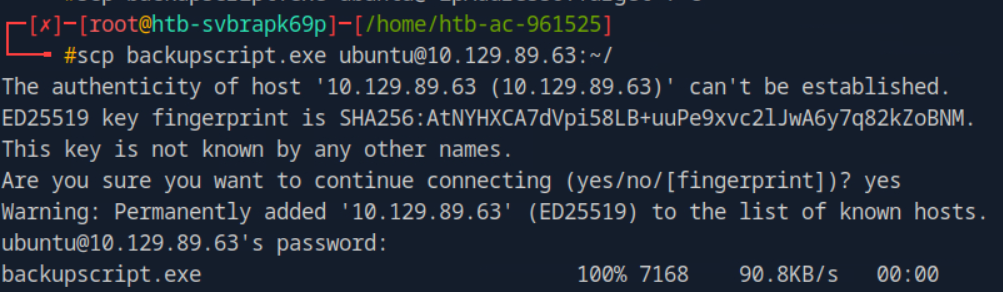 [✗]─[root@htb-svbrapk69p]─[/home/htb-ac-961525]
#scp backupscript.exe ubuntu@10.129.89.63:~/
The authenticity of host '10.129.89.63 (10.129.89.63)' can't be established.
ED25519 key fingerprint is SHA256:AtNYHXCA7dVpi58LB+uuPe9xvc2lJwA6y7q82kZoBNM.
This key is not known by any other names.
Are you sure you want to continue connecting (yes/no/[fingerprint])? yes
Warning: Permanently added '10.129.89.63' (ED25519) to the list of known hosts.
ubuntu@10.129.89.63's password:
backupscript.exe 100% 7168 90.8KB/s 00:00